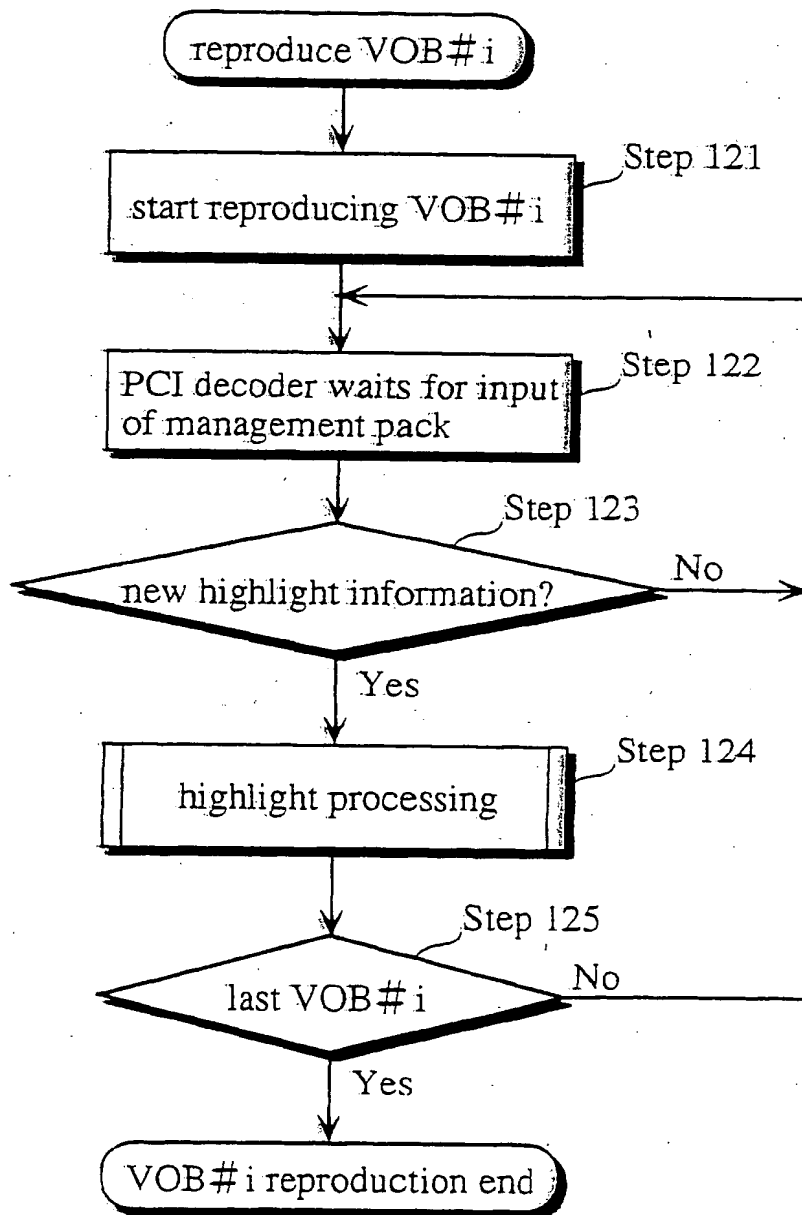 reproduce VOB# i
Step 121
start reproducing VOB# i
Step 122
PCI decoder waits for input
of management pack
Step 123
new highlight information?
No
Yes
Step 124
highlight processing
Step 125
last VOB# i
No
Yes
VOB# i reproduction end